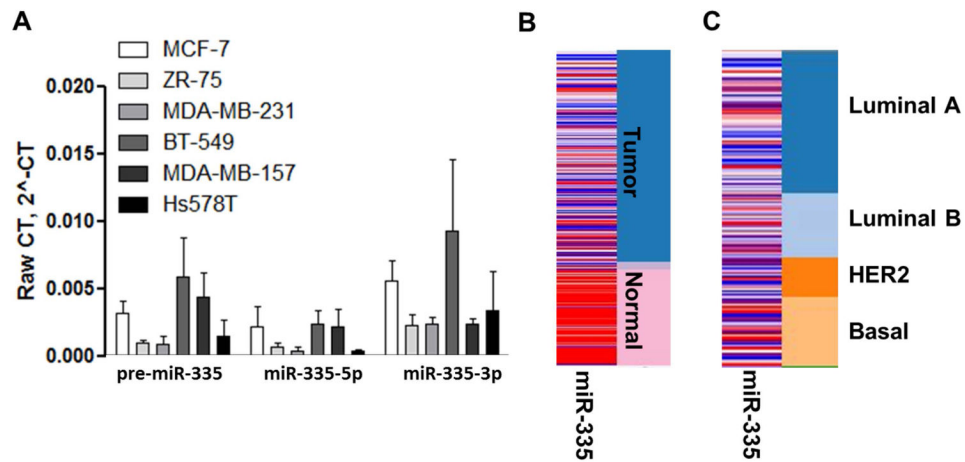 A
MCF-7
ZR-75
MDA-MB-231
BT-549
MDA-MB-157
Hs578T
Raw CT, 2^-CT
0.020
0.015
0.010
0.005
0.000
pre-miR-335
miR-335-5p
miR-335-3p
B
Tumor
Normal
miR-335
C
Luminal A
Luminal B
HER2
Basal
miR-335